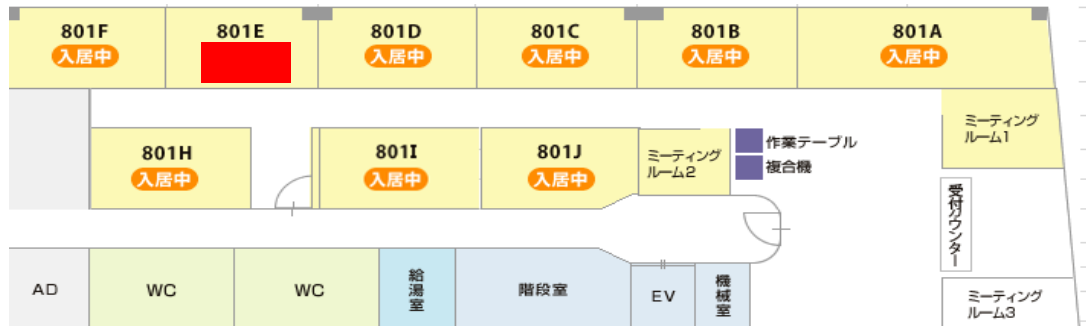 801F
入居中
801E
801D
入居中
801C
入居中
801B
入居中
801A
入居中
801H
入居中
801I
入居中
801J
入居中
ミーティング
ルーム2
作業テーブル
複合機
ミーティング
ルーム1
受付カウンター
AD
WC
WC
給湯室
階段室
EV
機械室
ミーティング
ルーム3